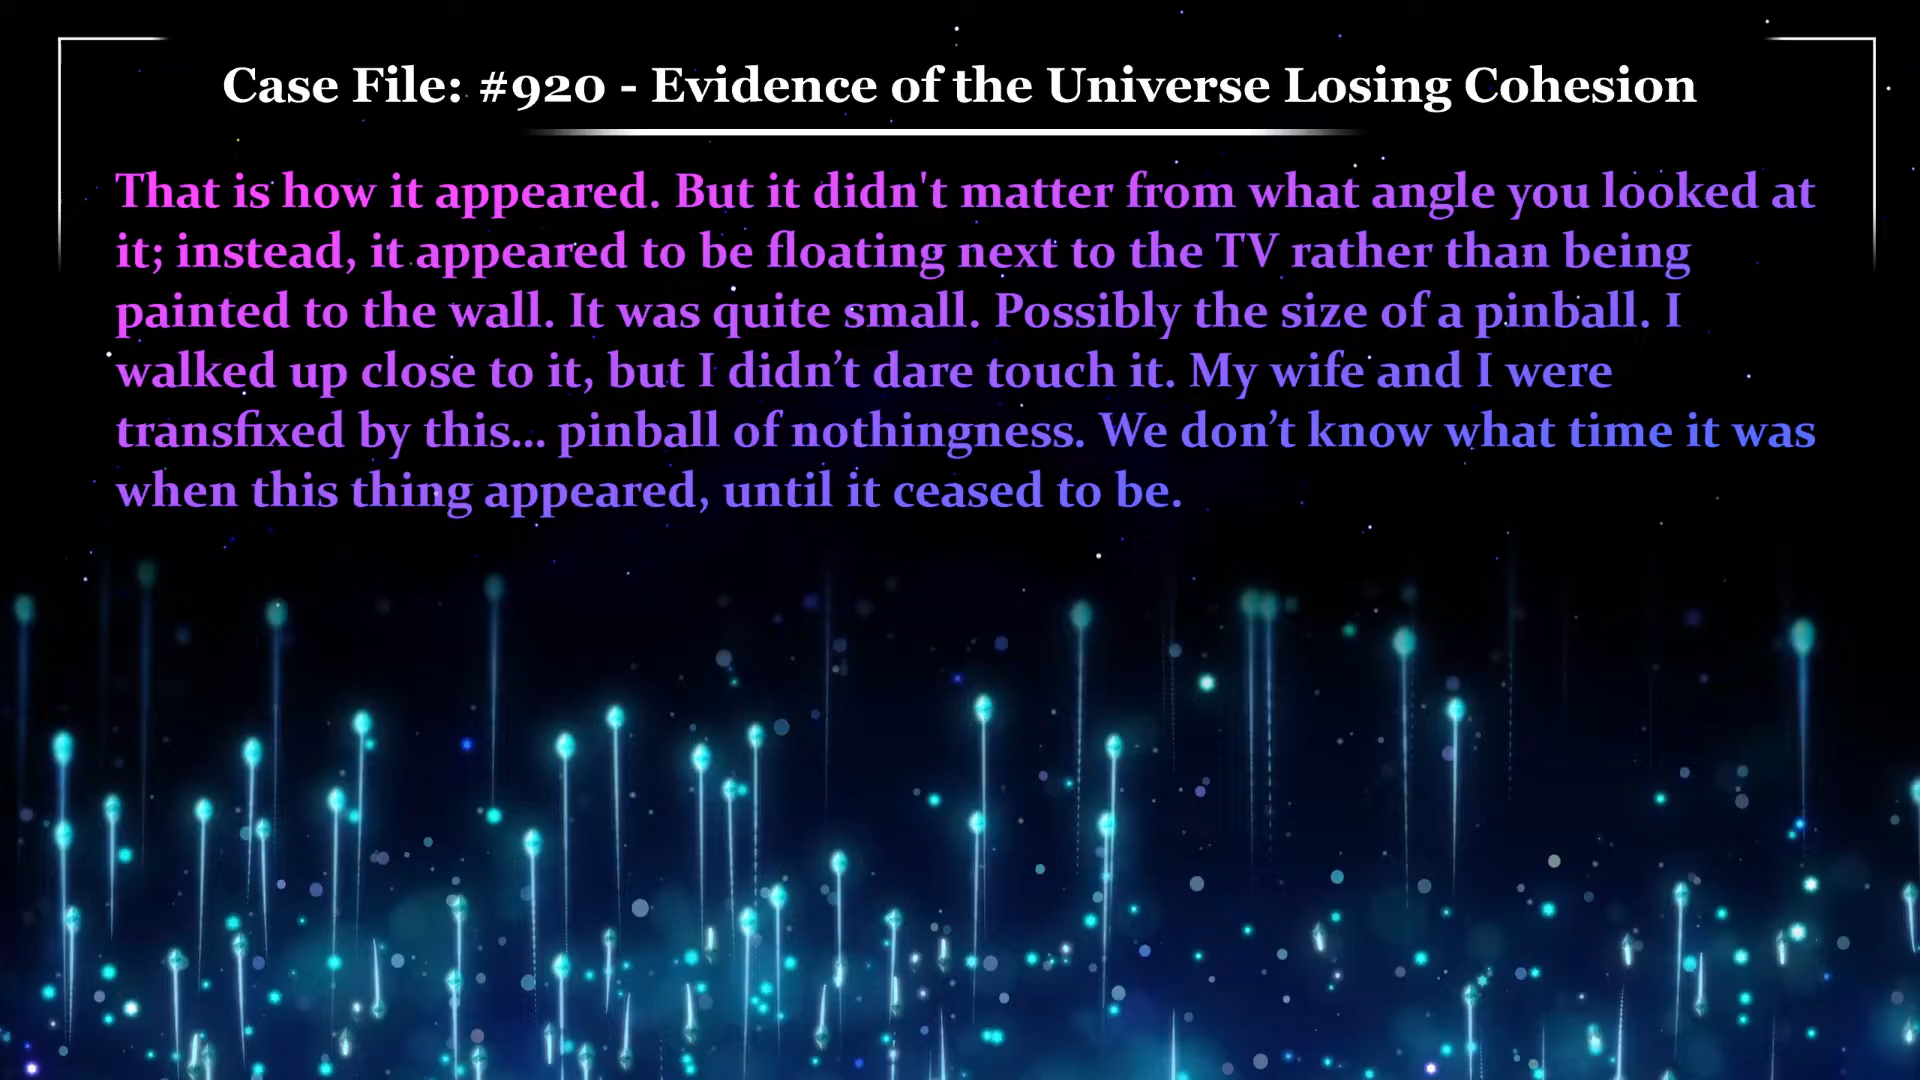 Case File: #920 - Evidence of the Universe Losing Cohesion
That is how it appeared. But it didn't matter from what angle you looked at
it; instead, it appeared to be floating next to the TV rather than being
painted to the wall. It was quite small. Possibly the size of a pinball. I
walked up close to it, but I didn’t dare touch it. My wife and I were
transfixed by this... pinball of nothingness. We don’t know what time it was
when this thing appeared, until it ceased to be.